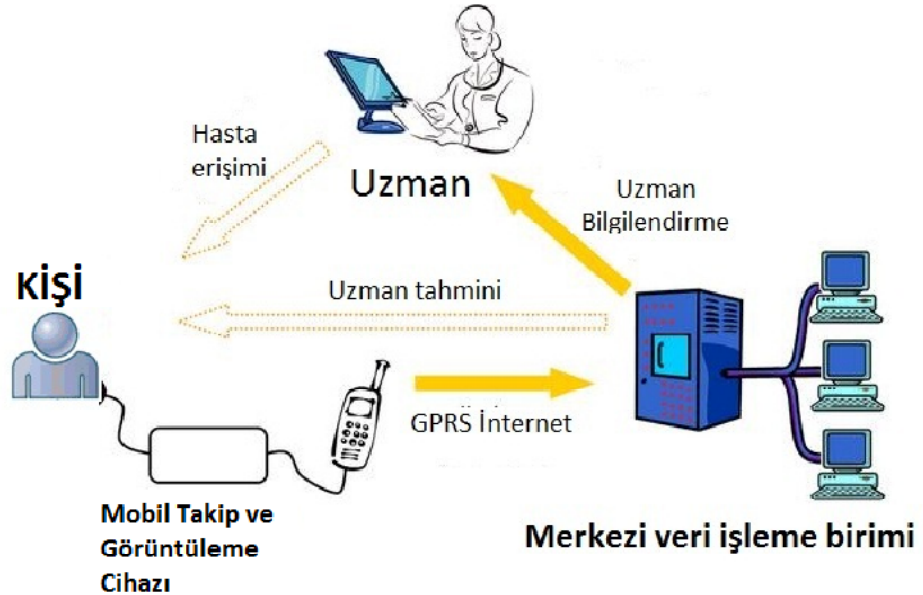 Hasta
erişimi
Uzman
Uzman
Bilgilendirme
KİŞİ
Uzman tahmini
GPRS İnternet
Mobil Takip ve
Görüntüleme
Cihazı
Merkezi veri işleme birimi